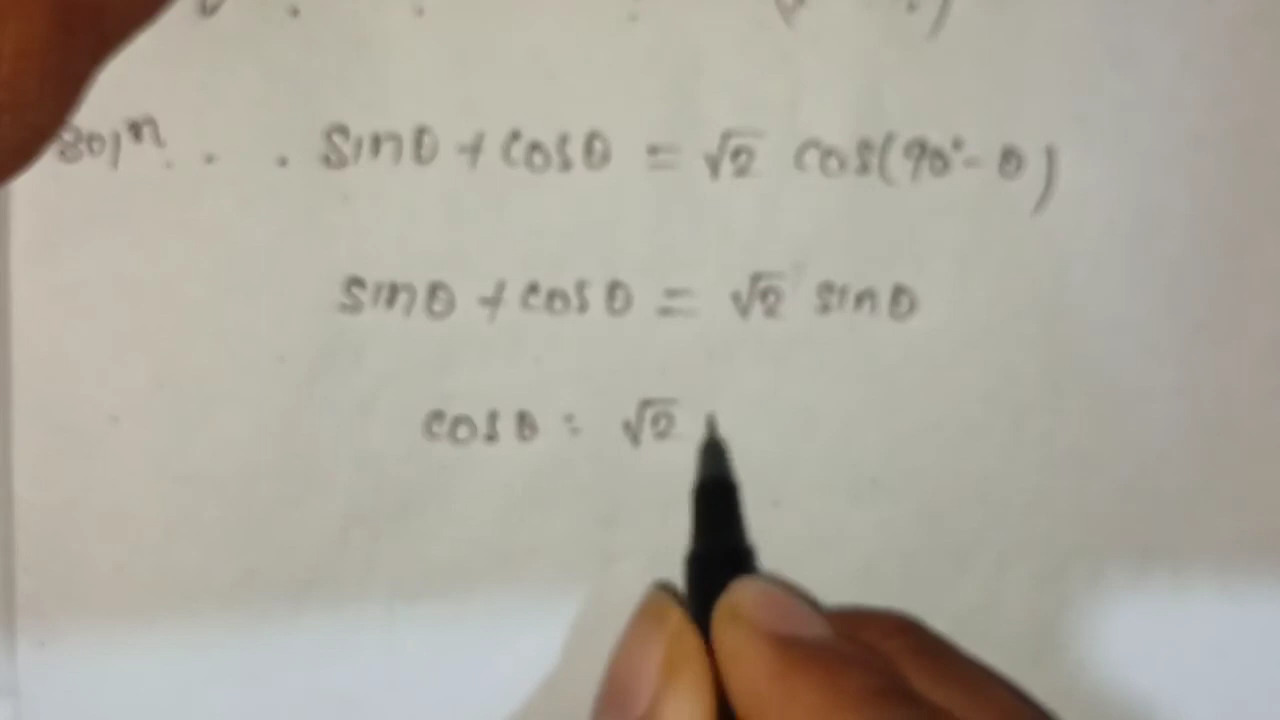 Solⁿ. . . sinθ + cosθ = √2 cos(90°- θ)
sinθ + cosθ = √2 sinθ
cosθ = √2